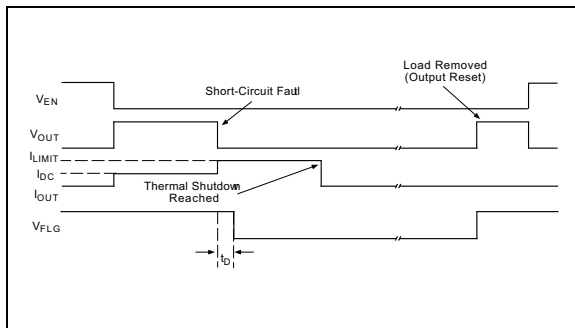 Load Removed
(Output Reset)
Short-Circuit Fault
VEN
VOUT
ILIMIT
IDC
Thermal Shutdown
Reached
IOUT
VFLG
tD